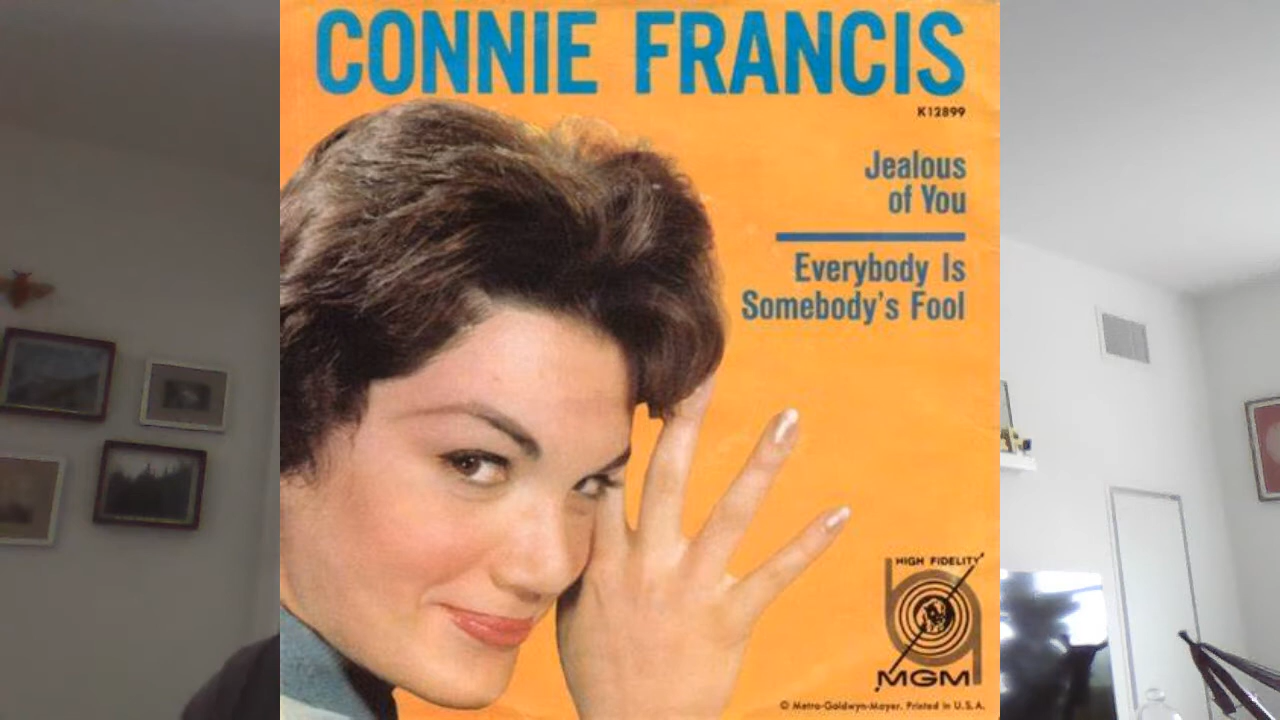 CONNIE FRANCIS
K12899
Jealous
of You
Everybody Is
Somebody's Fool
HIGH FIDELITY
MGM
© Metro-Goldwyn-Mayer. Printed in U.S.A.